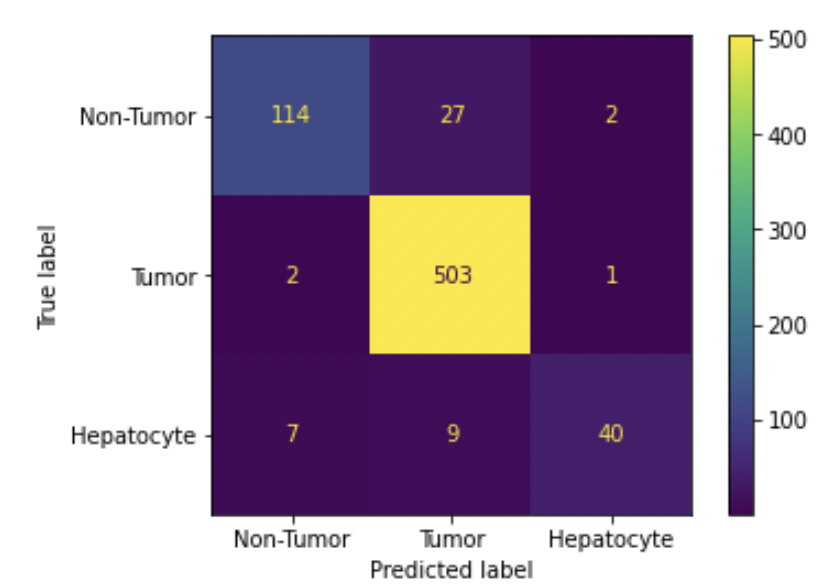 Non-Tumor 114 27 2
Tumor 2 503 1
Hepatocyte 7 9 40
True label
Non-Tumor Tumor Hepatocyte
Predicted label
500
400
300
200
100